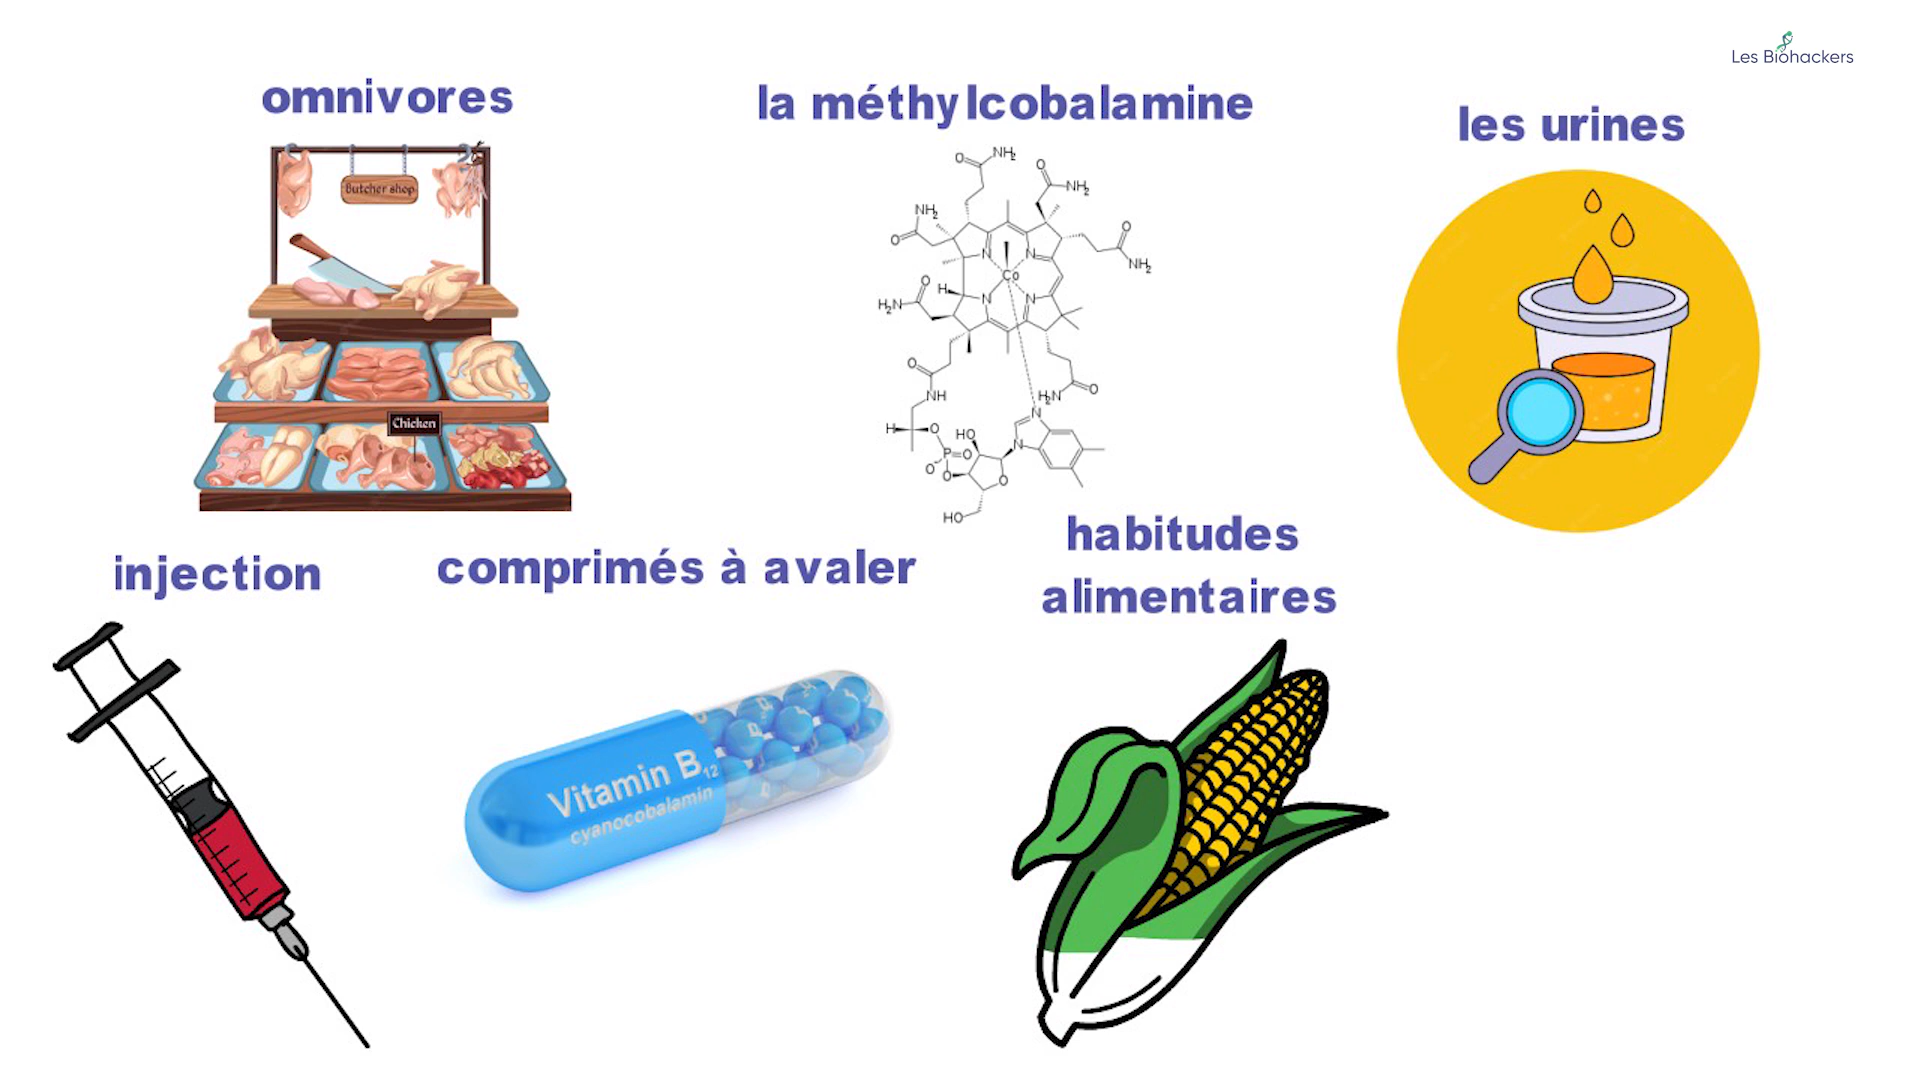 Les Biohackers
omnivores
la méthylcobalamine
les urines
Butcher shop
Chicken
NH2
O
O
NH2
NH2
O
O
NH2
N
N
Co
O
H
N
N
H2N
O
O
H2N
NH
N
H
O
HO
N
P
O
O-
O
O
HO
habitudes
alimentaires
injection
comprimés à avaler
Vitamin B12
cyanocobalamin